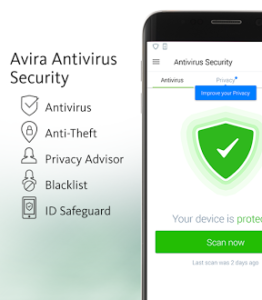 Avira Antivirus
Security
Antivirus
Anti-Theft
Privacy Advisor
Blacklist
ID Safeguard
Antivirus Security
Antivirus
Privacy
Improve your Privacy
Your device is protec
Scan now
Last scan was 2 days ago